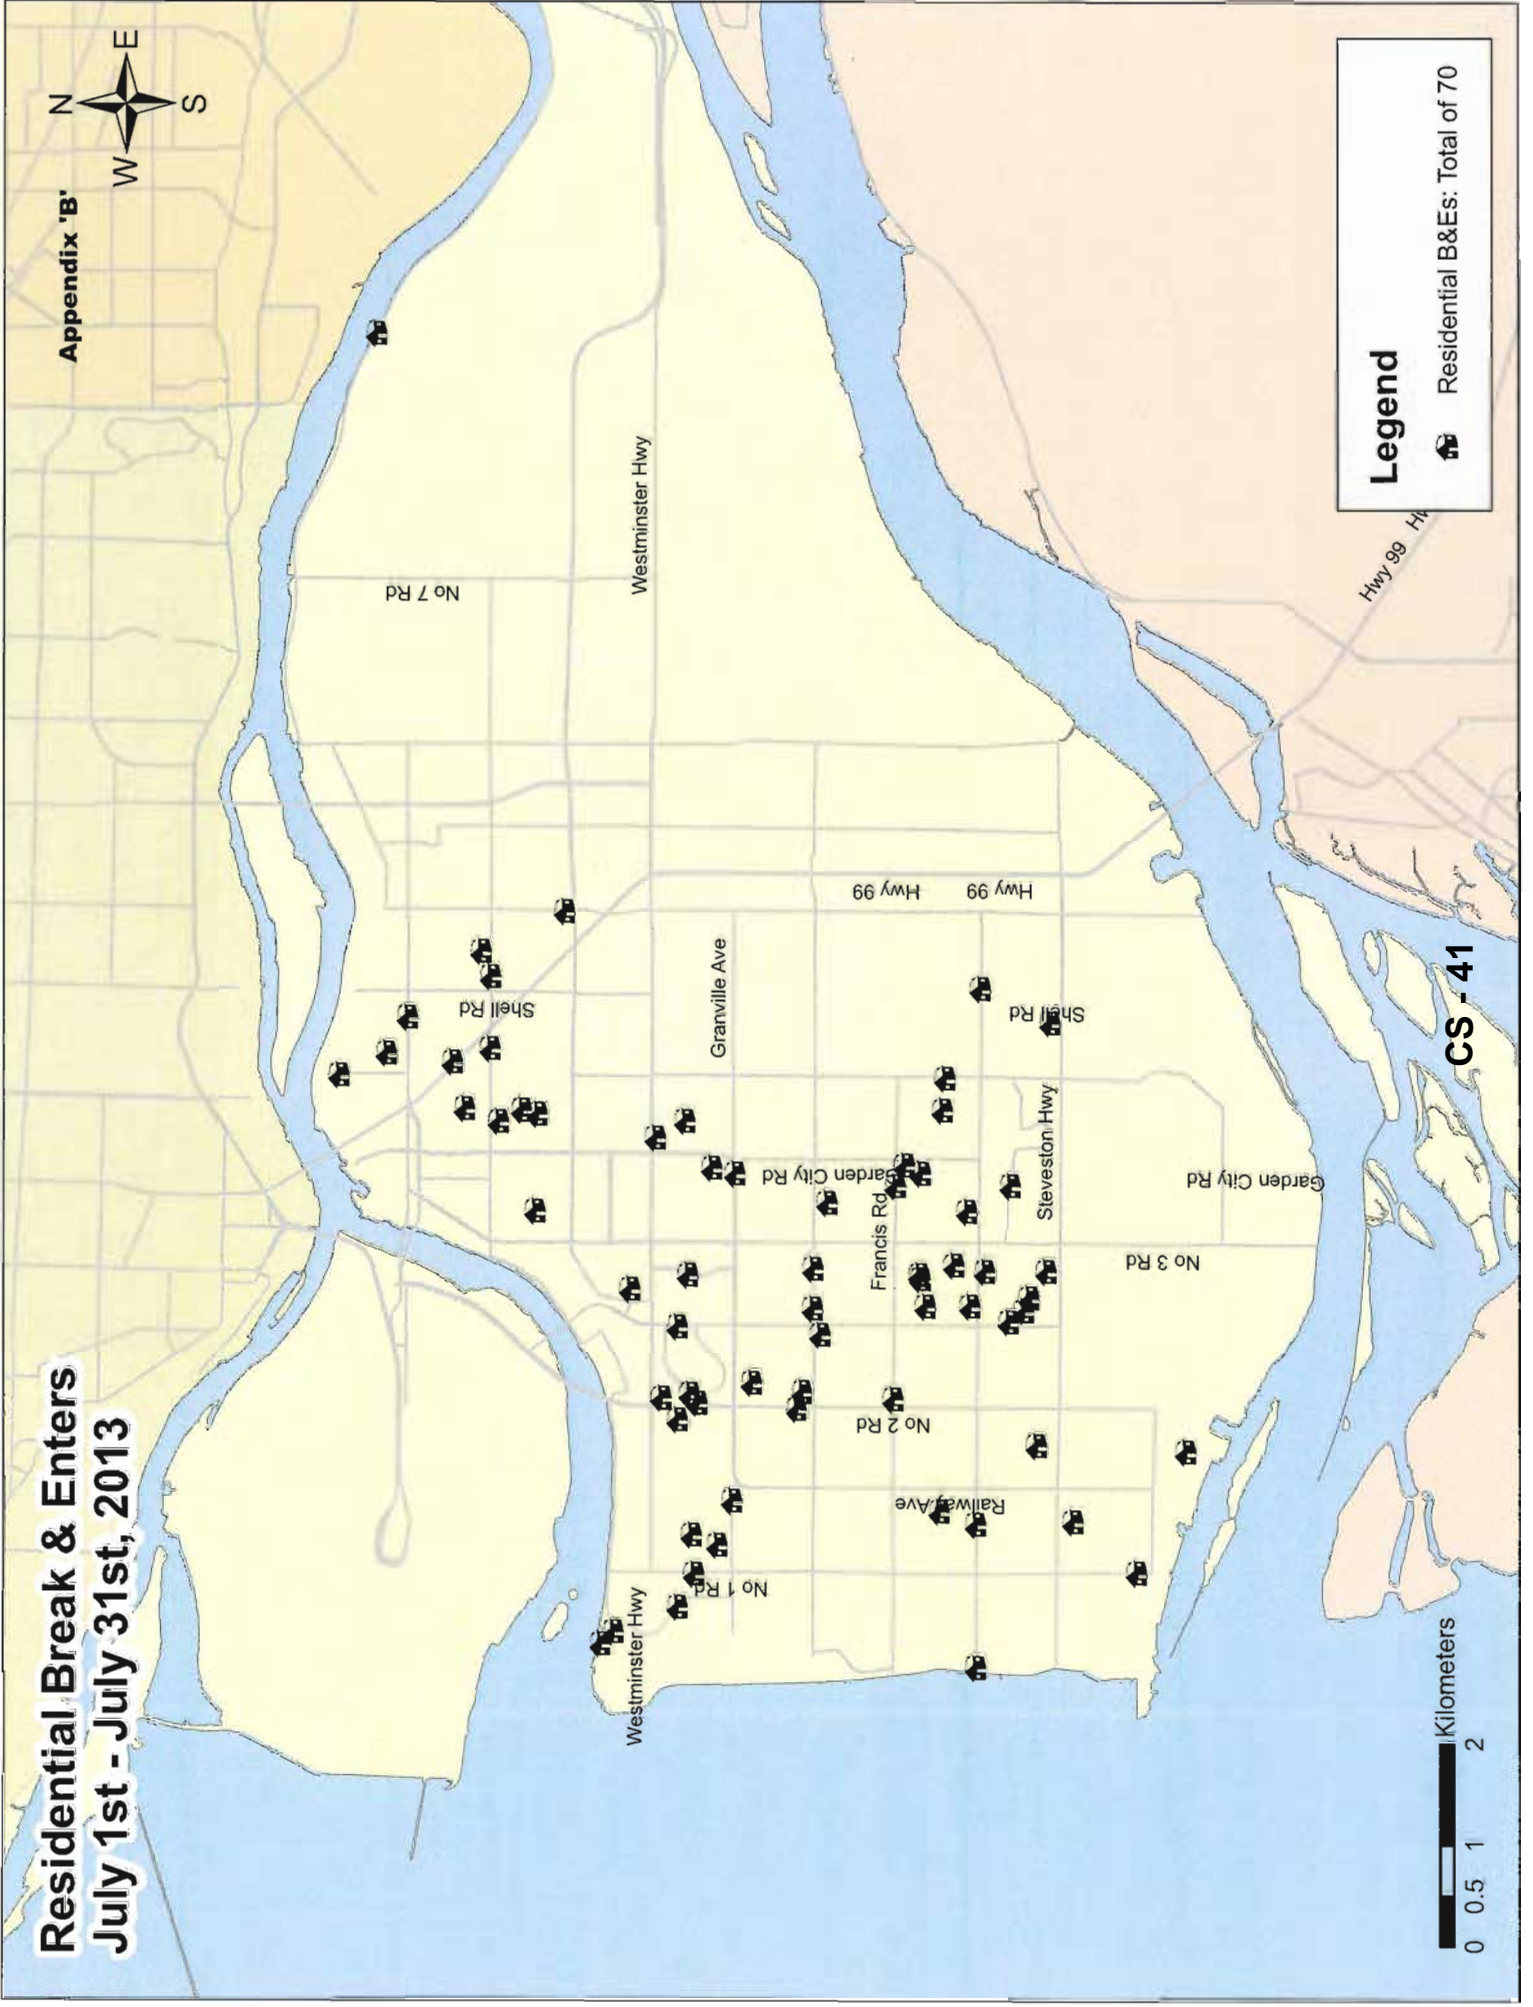 Residential Break & Enters
July 1st - July 31st, 2013
Appendix 'B'
N
W
E
S
No 7 Rd
Westminster Hwy
Shell Rd
Granville Ave
Hwy 99
Hwy 99
Shell Rd
Garden City Rd
Francis Rd
Steveston Hwy
Garden City Rd
No 3 Rd
No 2 Rd
Railway Ave
No 1 Rd
Westminster Hwy
Hwy 99
Legend
Residential B&Es: Total of 70
0 0.5 1 2
Kilometers
CS - 41